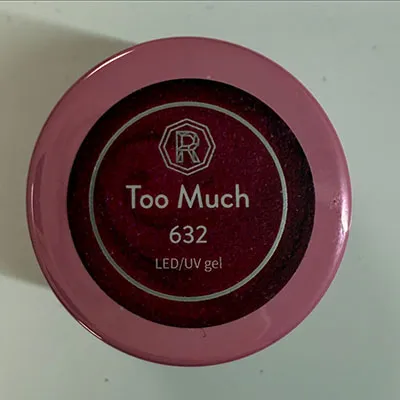 R
Too Much
632
LED/UV gel